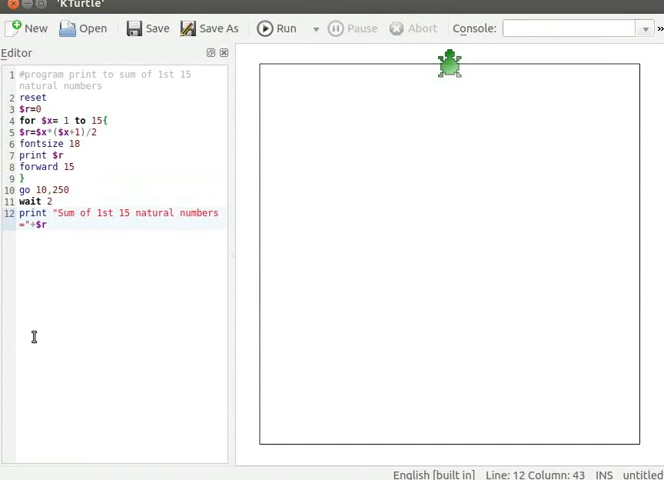 'KTurtle'
New Open Save Save As Run Pause Abort Console: »
Editor
1 #program print to sum of 1st 15
natural numbers
2 reset
3 $r=0
4 for $x= 1 to 15{
5 $r=$x*($x+1)/2
6 fontsize 18
7 print $r
8 forward 15
9 }
10 go 10,250
11 wait 2
12 print "Sum of 1st 15 natural numbers
="+$r
English [built in] Line: 12 Column: 43 INS untitled